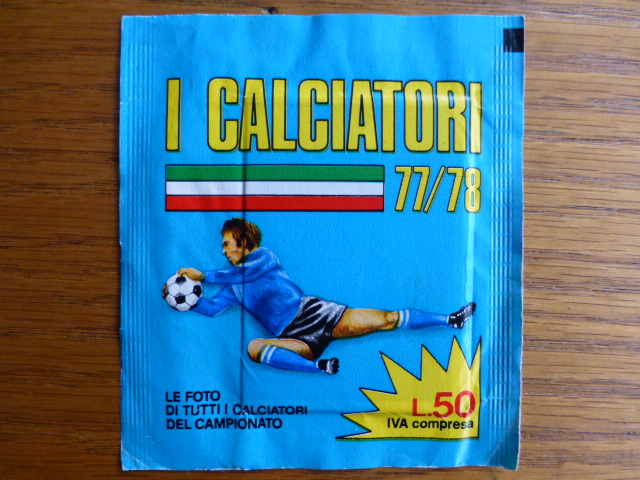 I CALCIATORI
77/78
LE FOTO
DI TUTTI I CALCIATORI
DEL CAMPIONATO
L.50
IVA compresa